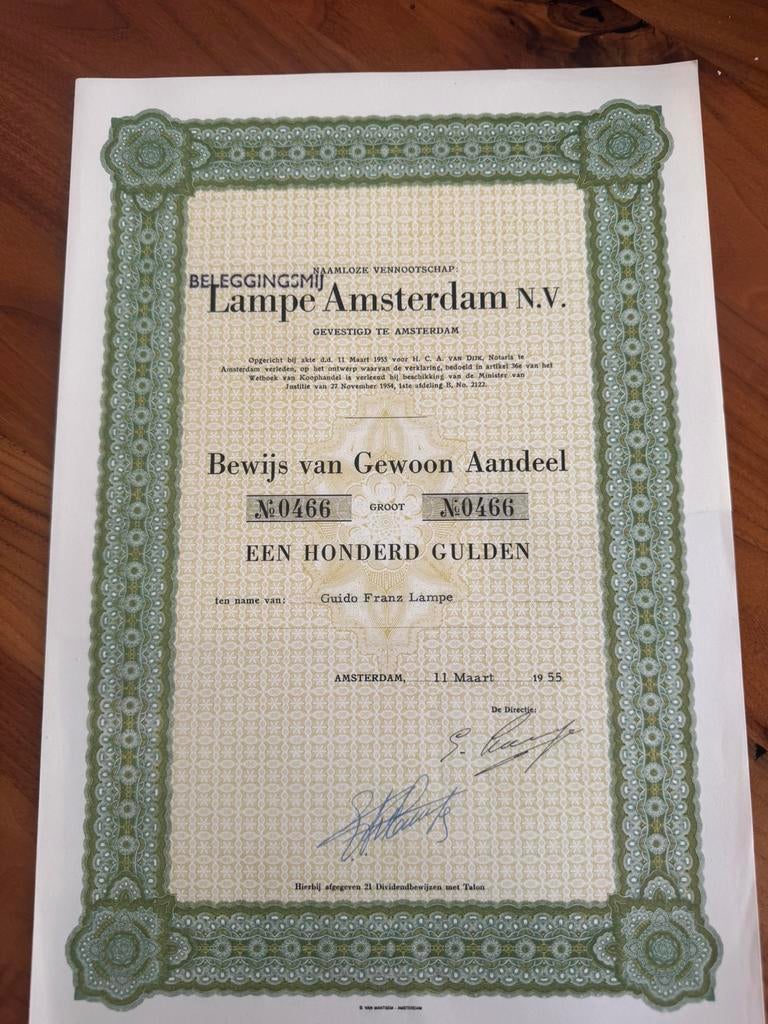 NAAMLOZE VENNOOTSCHAP:
BELEGGINGSMIJ
Lampe Amsterdam N.V.
GEVESTIGD TE AMSTERDAM
Opgericht bij akte d.d. 11 Maart 1955 voor H. C. A. VAN DIJK, Notaris te
Amsterdam verleden, op het ontwerp waarvan de verklaring, bedoeld in artikel 36e van het
Wetboek van Koophandel is verleend bij beschikking van de Minister van
Justitie van 27 November 1954, 1ste afdeling B, No. 2122.
Bewijs van Gewoon Aandeel
№0466 GROOT №0466
EEN HONDERD GULDEN
ten name van: Guido Franz Lampe
AMSTERDAM, 11 Maart 1955
De Directie:
Hierbij afgegeven 21 Dividendbewijzen met Talon